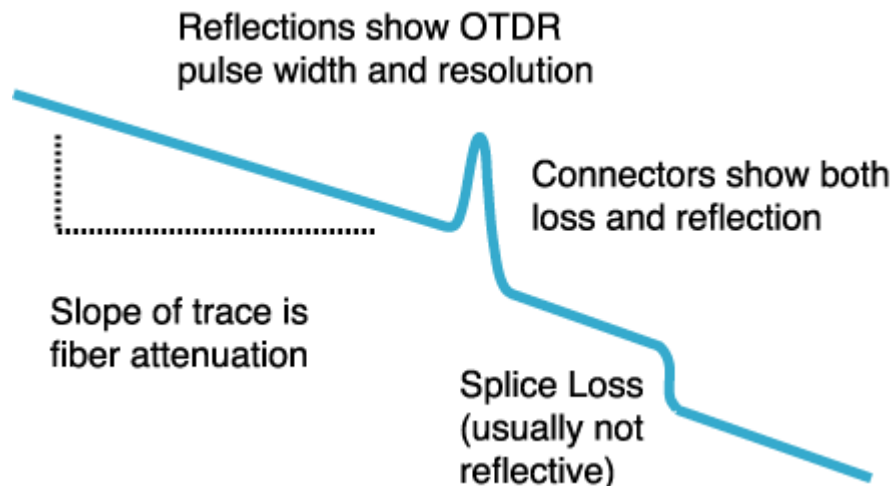 Reflections show OTDR
pulse width and resolution
Connectors show both
loss and reflection
Slope of trace is
fiber attenuation
Splice Loss
(usually not
reflective)